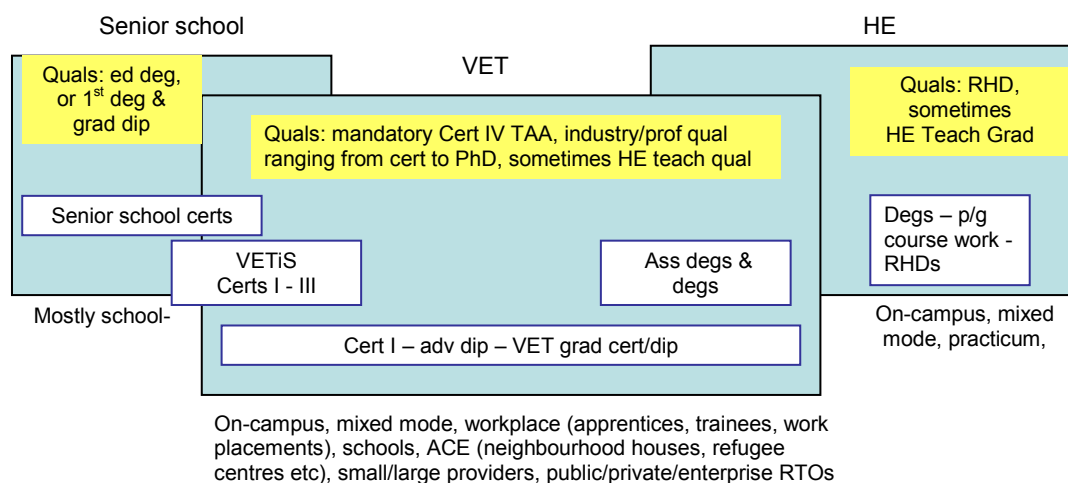 Senior school
HE
VET
Quals: ed deg,
or 1st deg &
grad dip
Quals: mandatory Cert IV TAA, industry/prof qual
ranging from cert to PhD, sometimes HE teach qual
Quals: RHD,
sometimes
HE Teach Grad
Senior school certs
VETiS
Certs I - III
Ass degs &
degs
Degs – p/g
course work -
RHDs
Mostly school-
On-campus, mixed
mode, practicum,
Cert I – adv dip – VET grad cert/dip
On-campus, mixed mode, workplace (apprentices, trainees, work
placements), schools, ACE (neighbourhood houses, refugee
centres etc), small/large providers, public/private/enterprise RTOs